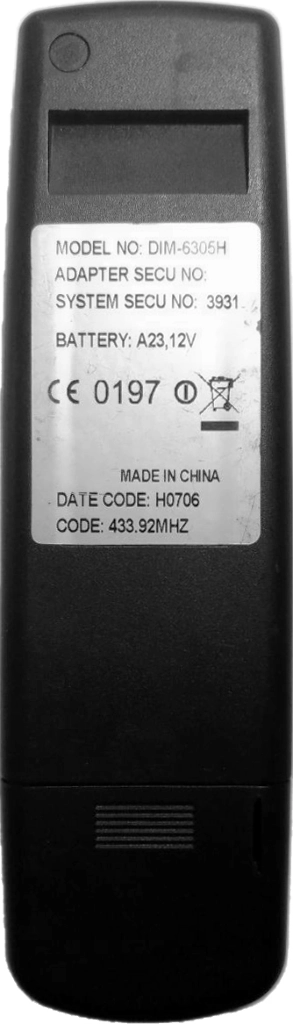 MODEL NO: DIM-6305H
ADAPTER SECU NO:
SYSTEM SECU NO: 3931
BATTERY: A23,12V
CE 0197
MADE IN CHINA
DATE CODE: H0706
CODE: 433.92MHZ